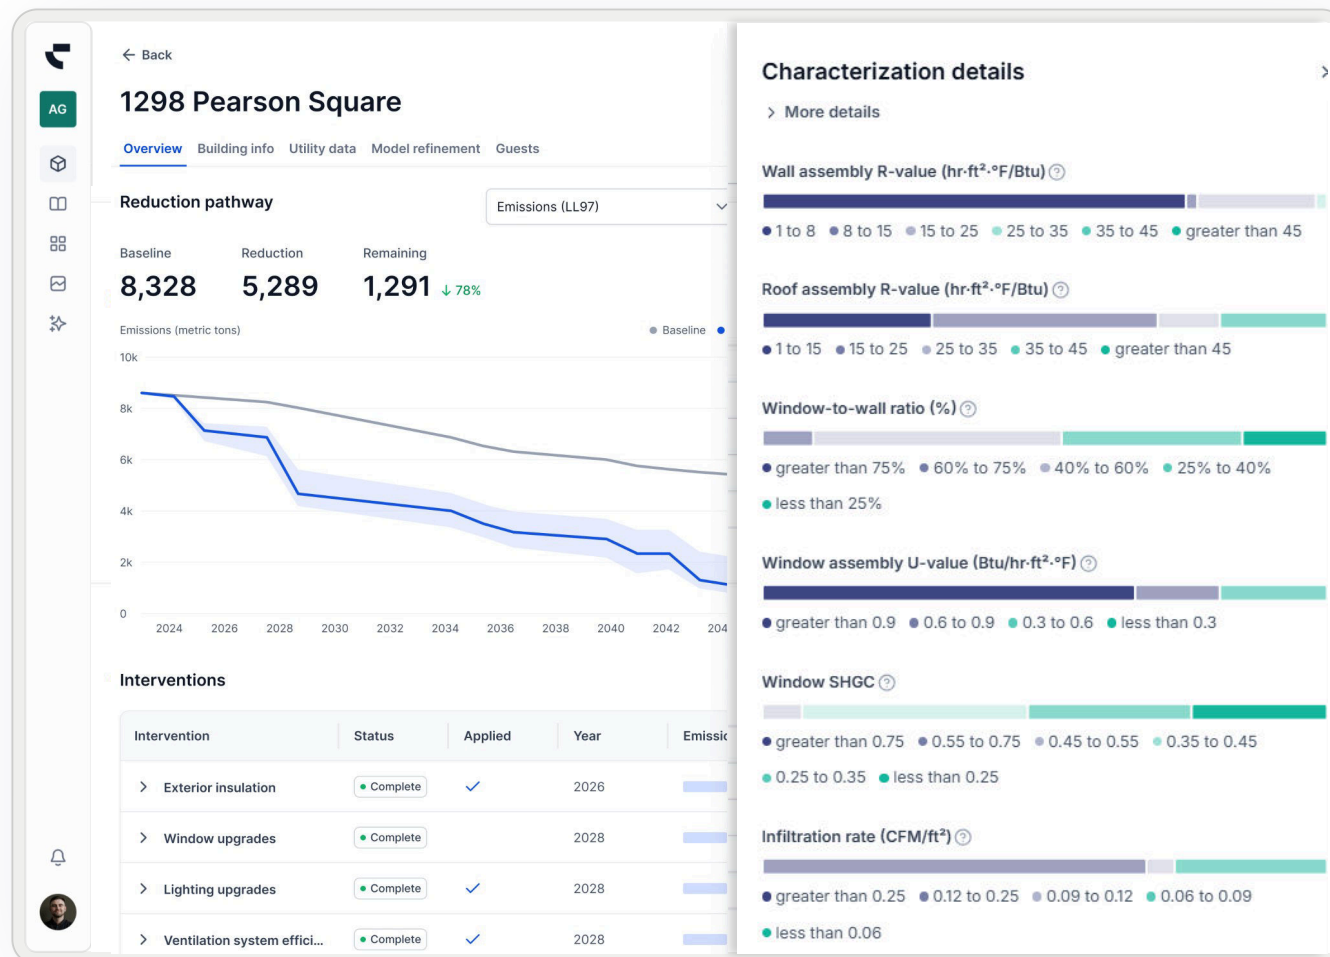 ← Back
AG
1298 Pearson Square
Overview Building info Utility data Model refinement Guests
Reduction pathway
Emissions (LL97)
Baseline Reduction Remaining
8,328 5,289 1,291 ↓ 78%
Emissions (metric tons)
Baseline
10k
8k
6k
4k
2k
0
2024 2026 2028 2030 2032 2034 2036 2038 2040 2042 204
Interventions
Intervention Status Applied Year Emissic
Exterior insulation Complete 2026
Window upgrades Complete 2028
Lighting upgrades Complete 2028
Ventilation system effici... Complete 2028
Characterization details
More details
Wall assembly R-value (hr·ft²·°F/Btu)
1 to 8 8 to 15 15 to 25 25 to 35 35 to 45 greater than 45
Roof assembly R-value (hr·ft²·°F/Btu)
1 to 15 15 to 25 25 to 35 35 to 45 greater than 45
Window-to-wall ratio (%)
greater than 75% 60% to 75% 40% to 60% 25% to 40%
less than 25%
Window assembly U-value (Btu/hr·ft²·°F)
greater than 0.9 0.6 to 0.9 0.3 to 0.6 less than 0.3
Window SHGC
greater than 0.75 0.55 to 0.75 0.45 to 0.55 0.35 to 0.45
0.25 to 0.35 less than 0.25
Infiltration rate (CFM/ft²)
greater than 0.25 0.12 to 0.25 0.09 to 0.12 0.06 to 0.09
less than 0.06